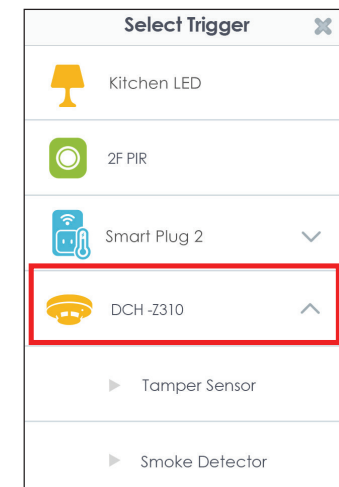 Select Trigger
Kitchen LED
2F PIR
Smart Plug 2
DCH -Z310
Tamper Sensor
Smoke Detector